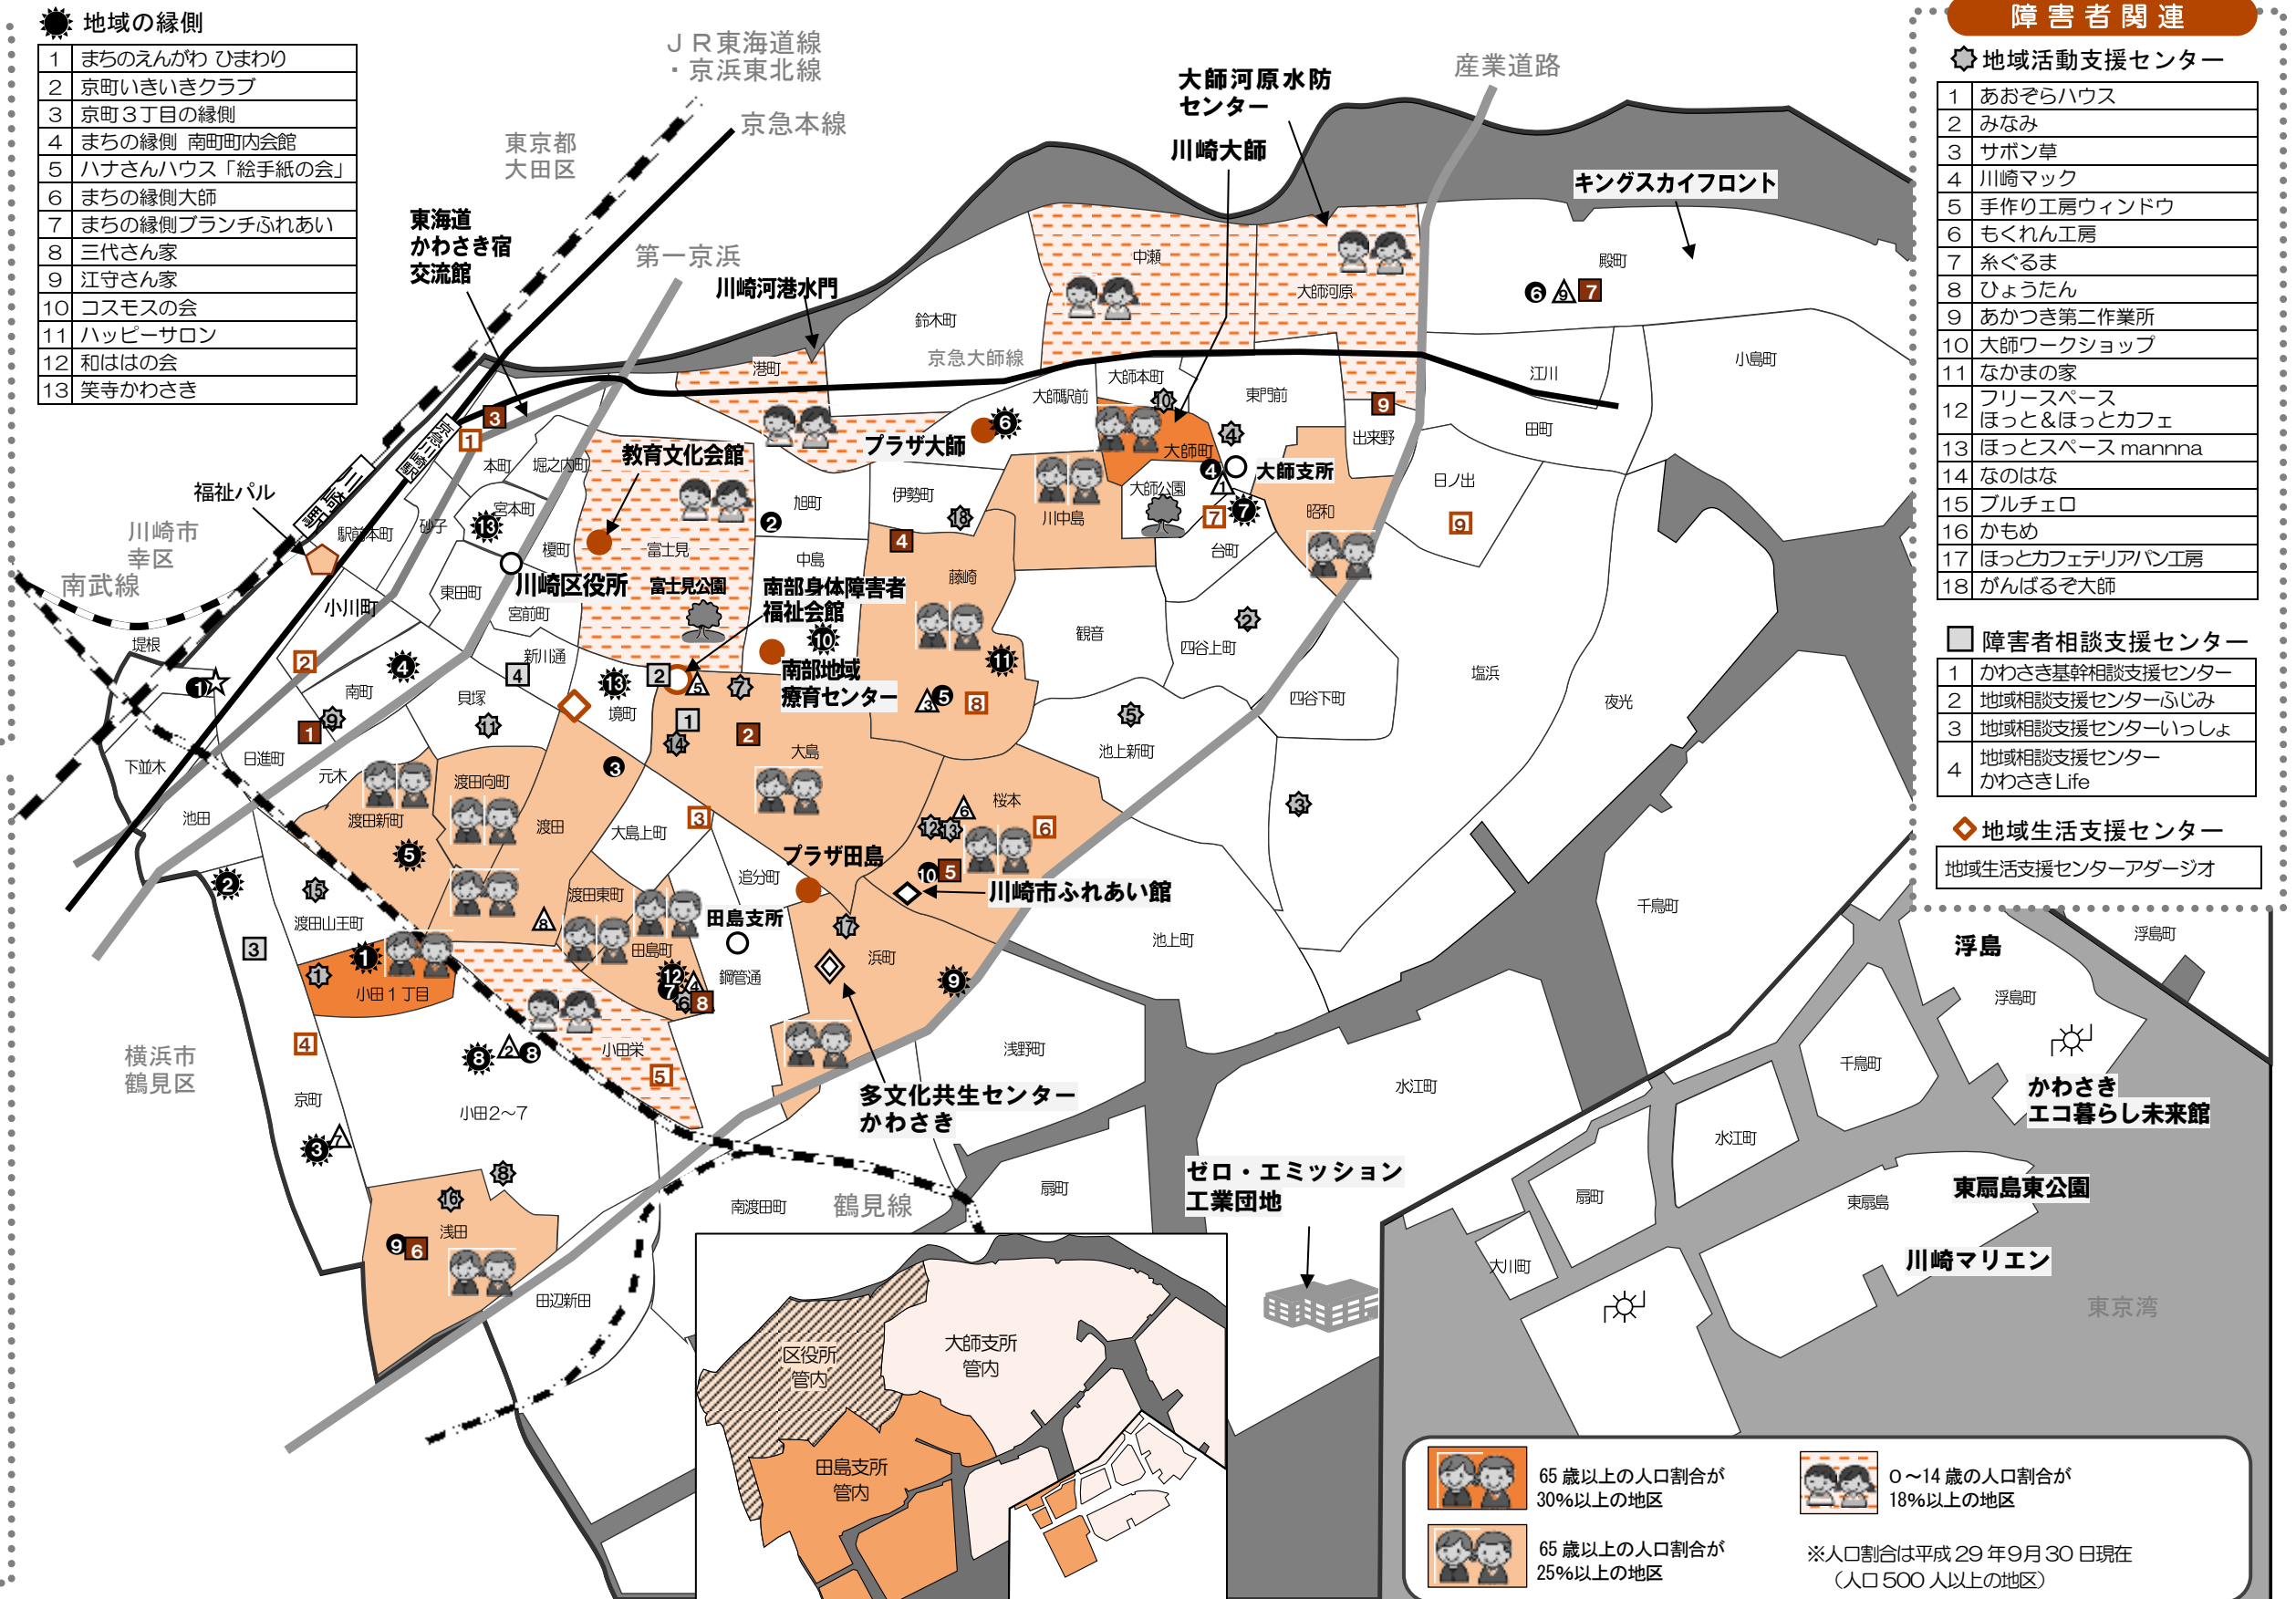 地域の縁側
1 まちのえんがわ ひまわり
2 京町いきいきクラブ
3 京町３丁目の縁側
4 まちの縁側 南町町内会館
5 ハナさんハウス「絵手紙の会」
6 まちの縁側大師
7 まちの縁側ブランチふれあい
8 三代さん家
9 江守さん家
10 コスモスの会
11 ハッピーサロン
12 和ははの会
13 笑寺かわさき
ＪＲ東海道線
・京浜東北線
京急本線
東京都
大田区
東海道
かわさき宿
交流館
第一京浜
川崎河港水門
大師河原水防
センター
川崎大師
産業道路
キングスカイフロント
中瀬
大師河原
殿町
6 9 7
鈴木町
京急大師線
港町
大師駅前
大師本町
東門前
江川
小島町
田町
出来野
日ノ出
プラザ大師
大師町
大師支所
大師公園
台町
昭和
川中島
伊勢町
旭町
中島
藤崎
観音
四谷上町
四谷下町
塩浜
夜光
池上新町
教育文化会館
富士見
富士見公園
本町
堀之内町
宮本町
榎町
砂子
駅前本町
川崎駅
京急川崎駅
福祉パル
川崎市
幸区
南武線
小川町
東田町
宮前町
川崎区役所
南部身体障害者
福祉会館
南部地域
療育センター
新川通
堤根
南町
貝塚
境町
大島
下並木
日進町
元木
池田
渡田新町
渡田向町
渡田
大島上町
追分町
桜本
プラザ田島
川崎市ふれあい館
渡田東町
田島支所
田島町
鋼管通
浜町
池上町
千鳥町
渡田山王町
小田１丁目
小田栄
横浜市
鶴見区
京町
小田２～７
浅野町
多文化共生センター
かわさき
水江町
浅田
田辺新田
南渡田町
鶴見線
扇町
ゼロ・エミッション
工業団地
区役所
管内
大師支所
管内
田島支所
管内
浮島
浮島町
浮島町
千鳥町
かわさき
エコ暮らし未来館
水江町
扇町
大川町
東扇島
東扇島東公園
川崎マリエン
東京湾
障害者関連
地域活動支援センター
1 あおぞらハウス
2 みなみ
3 サボン草
4 川崎マック
5 手作り工房ウィンドウ
6 もくれん工房
7 糸ぐるま
8 ひょうたん
9 あかつき第二作業所
10 大師ワークショップ
11 なかまの家
12 フリースペース
ほっと＆ほっとカフェ
13 ほっとスペース mannna
14 なのはな
15 ブルチェロ
16 かもめ
17 ほっとカフェテリアパン工房
18 がんばるぞ大師
障害者相談支援センター
1 かわさき基幹相談支援センター
2 地域相談支援センターふじみ
3 地域相談支援センターいっしょ
4 地域相談支援センター
かわさき Life
地域生活支援センター
地域生活支援センターアダージオ
65 歳以上の人口割合が
30％以上の地区
65 歳以上の人口割合が
25％以上の地区
０～14 歳の人口割合が
18％以上の地区
※人口割合は平成 29 年９月 30 日現在
（人口 500 人以上の地区）